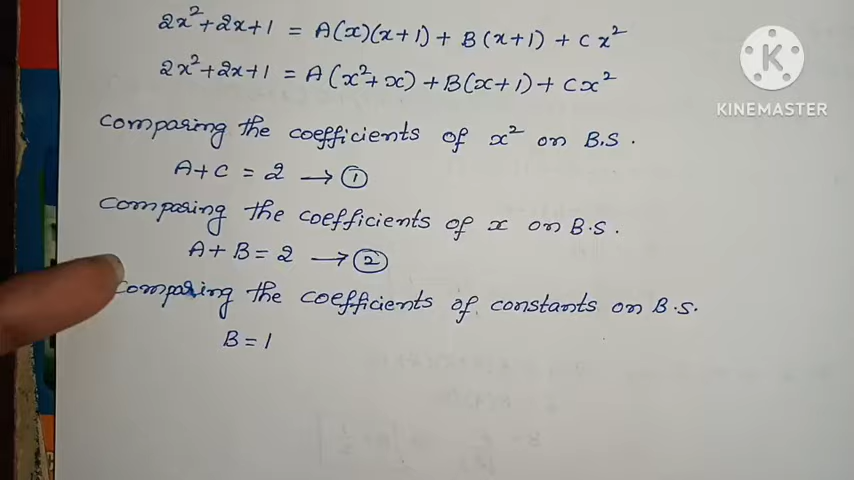 2x²+2x+1 = A(x)(x+1) + B(x+1) + Cx²
2x²+2x+1 = A(x²+x) + B(x+1) + Cx²
K
KINEMASTER
Comparing the coefficients of x² on B.S.
A+C = 2 → ①
Comparing the coefficients of x on B.S.
A+B = 2 → ②
Comparing the coefficients of constants on B.S.
B = 1